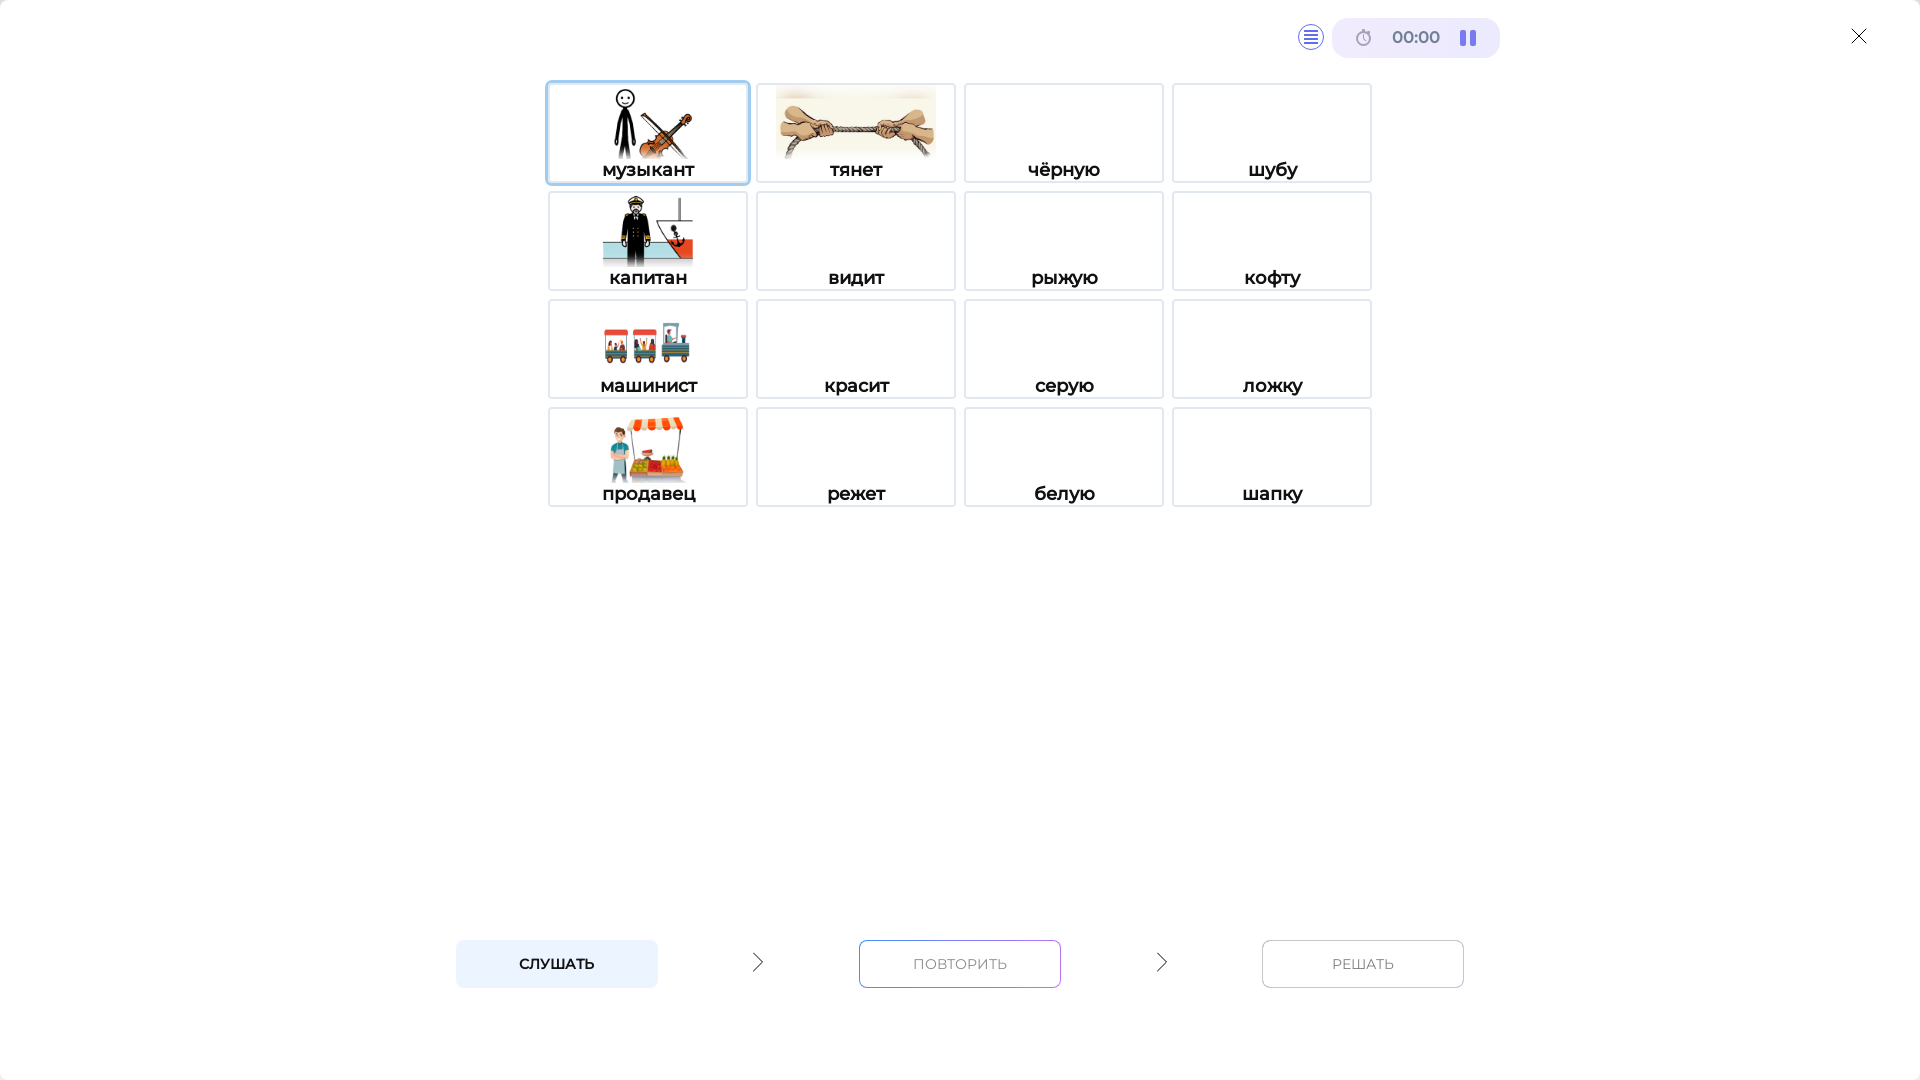 00:00
музыкант тянет чёрную шубу
капитан видит рыжую кофту
машинист красит серую ложку
продавец режет белую шапку
СЛУШАТЬ ПОВТОРИТЬ РЕШАТЬ